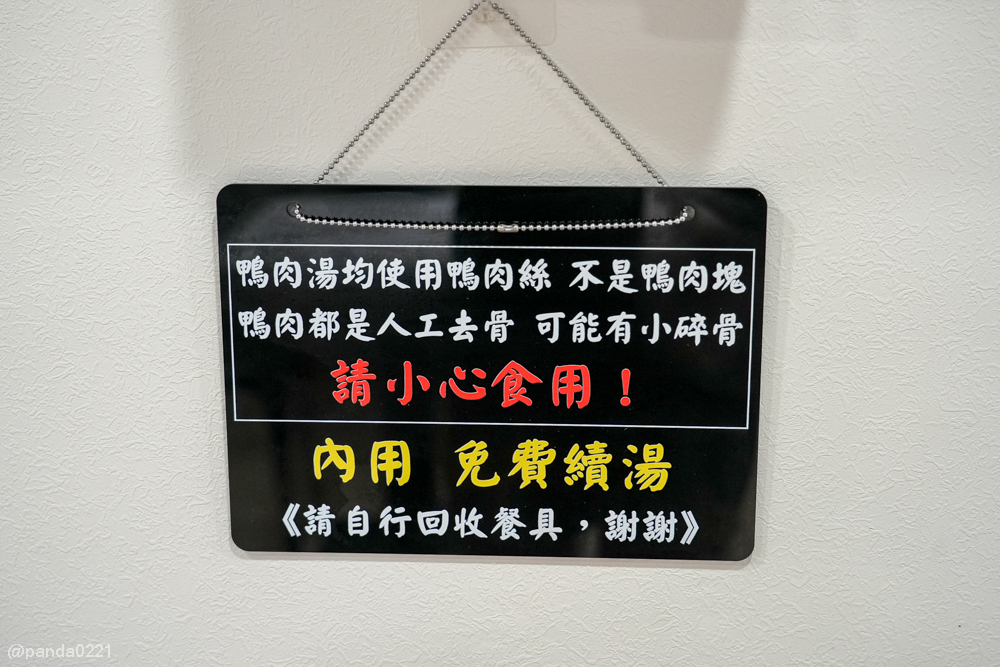 鴨肉湯均使用鴨肉絲 不是鴨肉塊
鴨肉都是人工去骨 可能有小碎骨
請小心食用！
內用 免費續湯
《請自行回收餐具，謝謝》
@panda0221